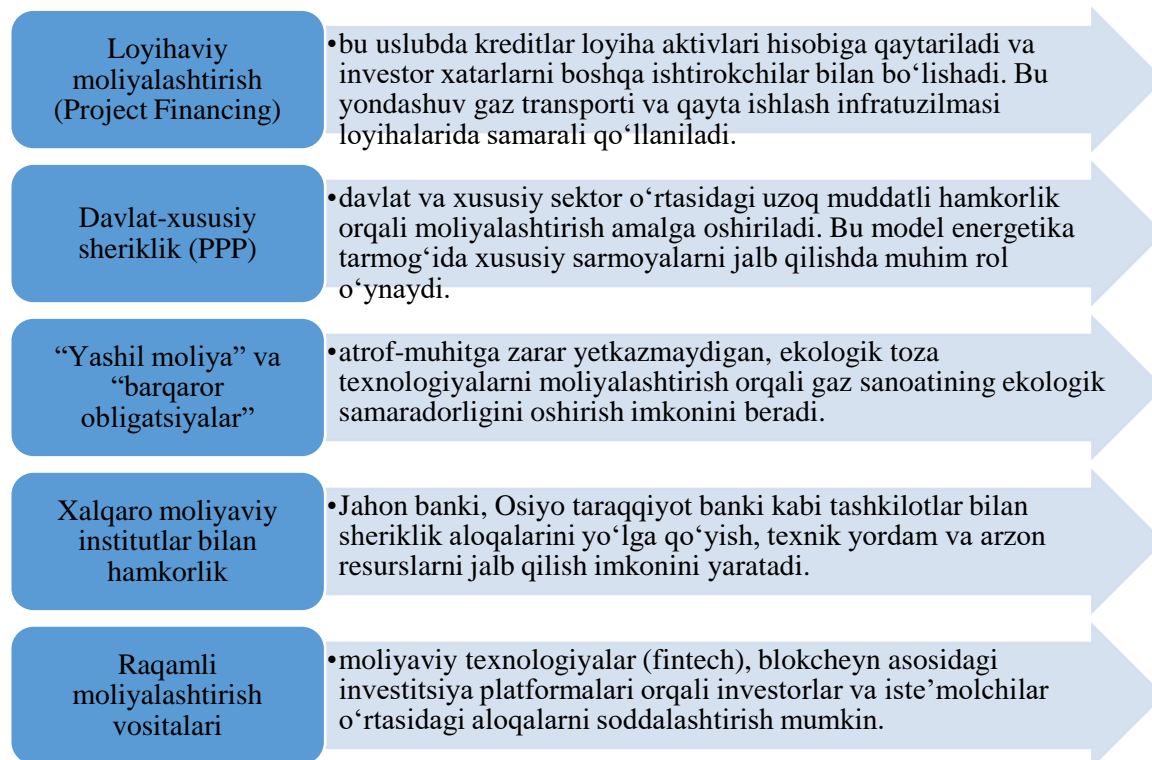 Loyihaviy
moliyalashtirish
(Project Financing)
•bu uslubda kreditlar loyiha aktivlari hisobiga qaytariladi va
investor xatarlarni boshqa ishtirokchilar bilan bo‘lishadi. Bu
yondashuv gaz transporti va qayta ishlash infratuzilmasi
loyihalarida samarali qo‘llaniladi.
Davlat-xususiy
sheriklik (PPP)
•davlat va xususiy sektor o‘rtasidagi uzoq muddatli hamkorlik
orqali moliyalashtirish amalga oshiriladi. Bu model energetika
tarmog‘ida xususiy sarmoyalarni jalb qilishda muhim rol
o‘ynaydi.
“Yashil moliya” va
“barqaror
obligatsiyalar”
•atrof-muhitga zarar yetkazmaydigan, ekologik toza
texnologiyalarni moliyalashtirish orqali gaz sanoatining ekologik
samaradorligini oshirish imkonini beradi.
Xalqaro moliyaviy
institutlar bilan
hamkorlik
•Jahon banki, Osiyo taraqqiyot banki kabi tashkilotlar bilan
sheriklik aloqalarini yo‘lga qo‘yish, texnik yordam va arzon
resurslarni jalb qilish imkonini yaratadi.
Raqamli
moliyalashtirish
vositalari
•moliyaviy texnologiyalar (fintech), blokcheyn asosidagi
investitsiya platformalari orqali investorlar va iste’molchilar
o‘rtasidagi aloqalarni soddalashtirish mumkin.